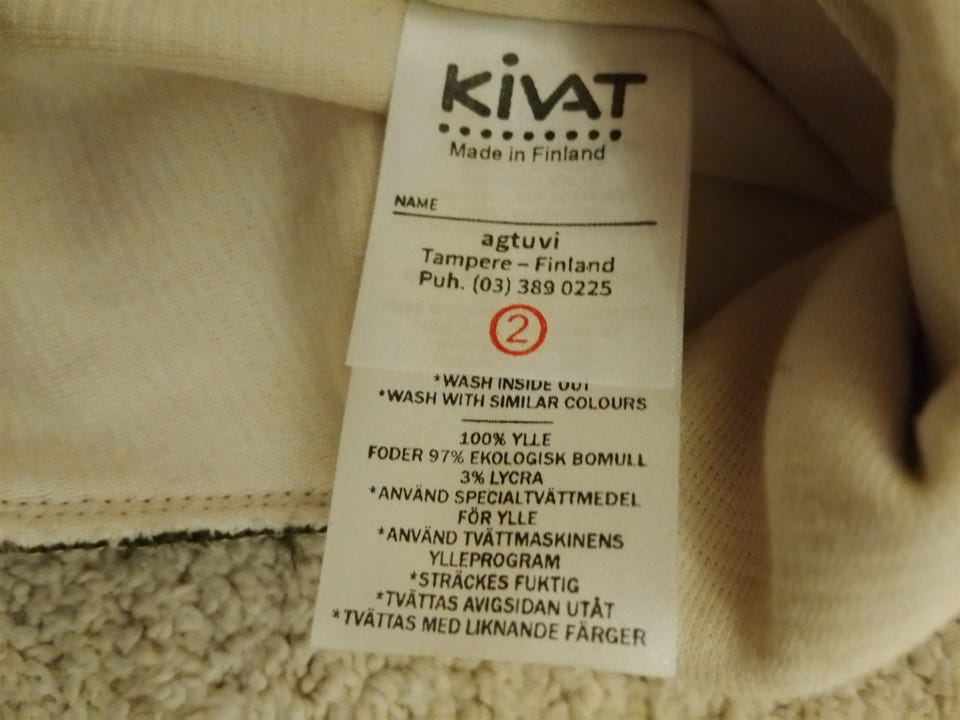 KiVAT
Made in Finland
NAME
agtuvi
Tampere – Finland
Puh. (03) 389 0225
2
*WASH INSIDE OUT
*WASH WITH SIMILAR COLOURS
100% YLLE
FODER 97% EKOLOGISK BOMULL
3% LYCRA
*ANVÄND SPECIALTVÄTTMEDEL
FÖR YLLE
*ANVÄND TVÄTTMASKINENS
YLLEPROGRAM
*STRÄCKES FUKTIG
*TVÄTTAS AVIGSIDAN UTÅT
*TVÄTTAS MED LIKNANDE FÄRGER